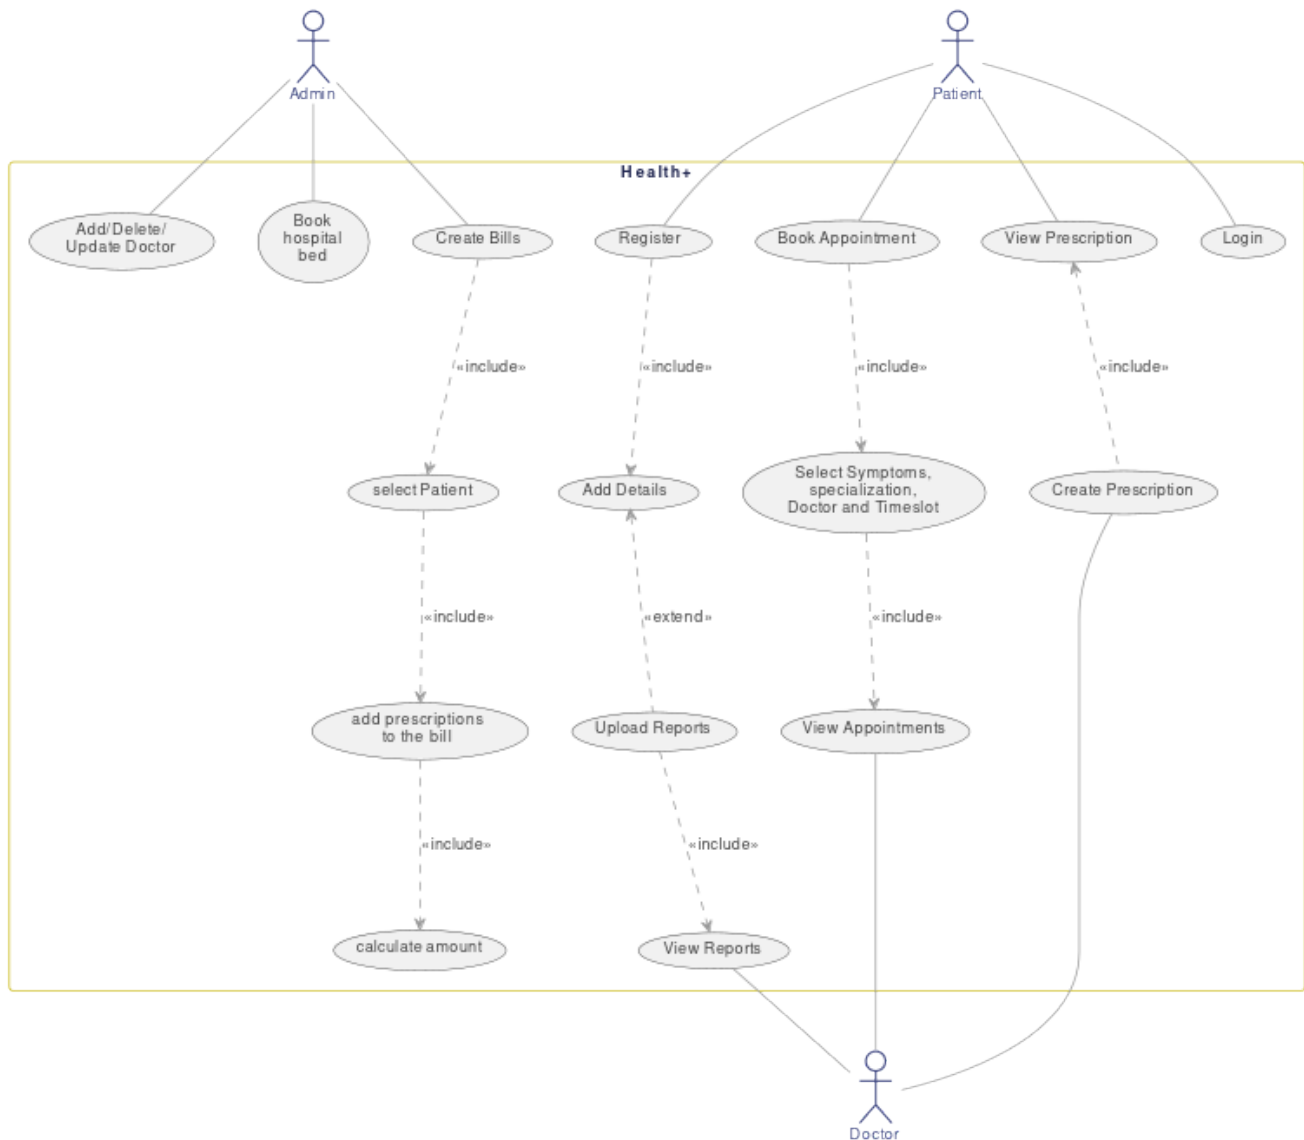 Admin
Patient
Health+
Add/Delete/
Update Doctor
Book
hospital
bed
Create Bills
Register
Book Appointment
View Prescription
Login
«include»
«include»
«include»
«include»
select Patient
Add Details
Select Symptoms,
specialization,
Doctor and Timeslot
Create Prescription
«include»
«extend»
«include»
add prescriptions
to the bill
Upload Reports
View Appointments
«include»
«include»
calculate amount
View Reports
Doctor